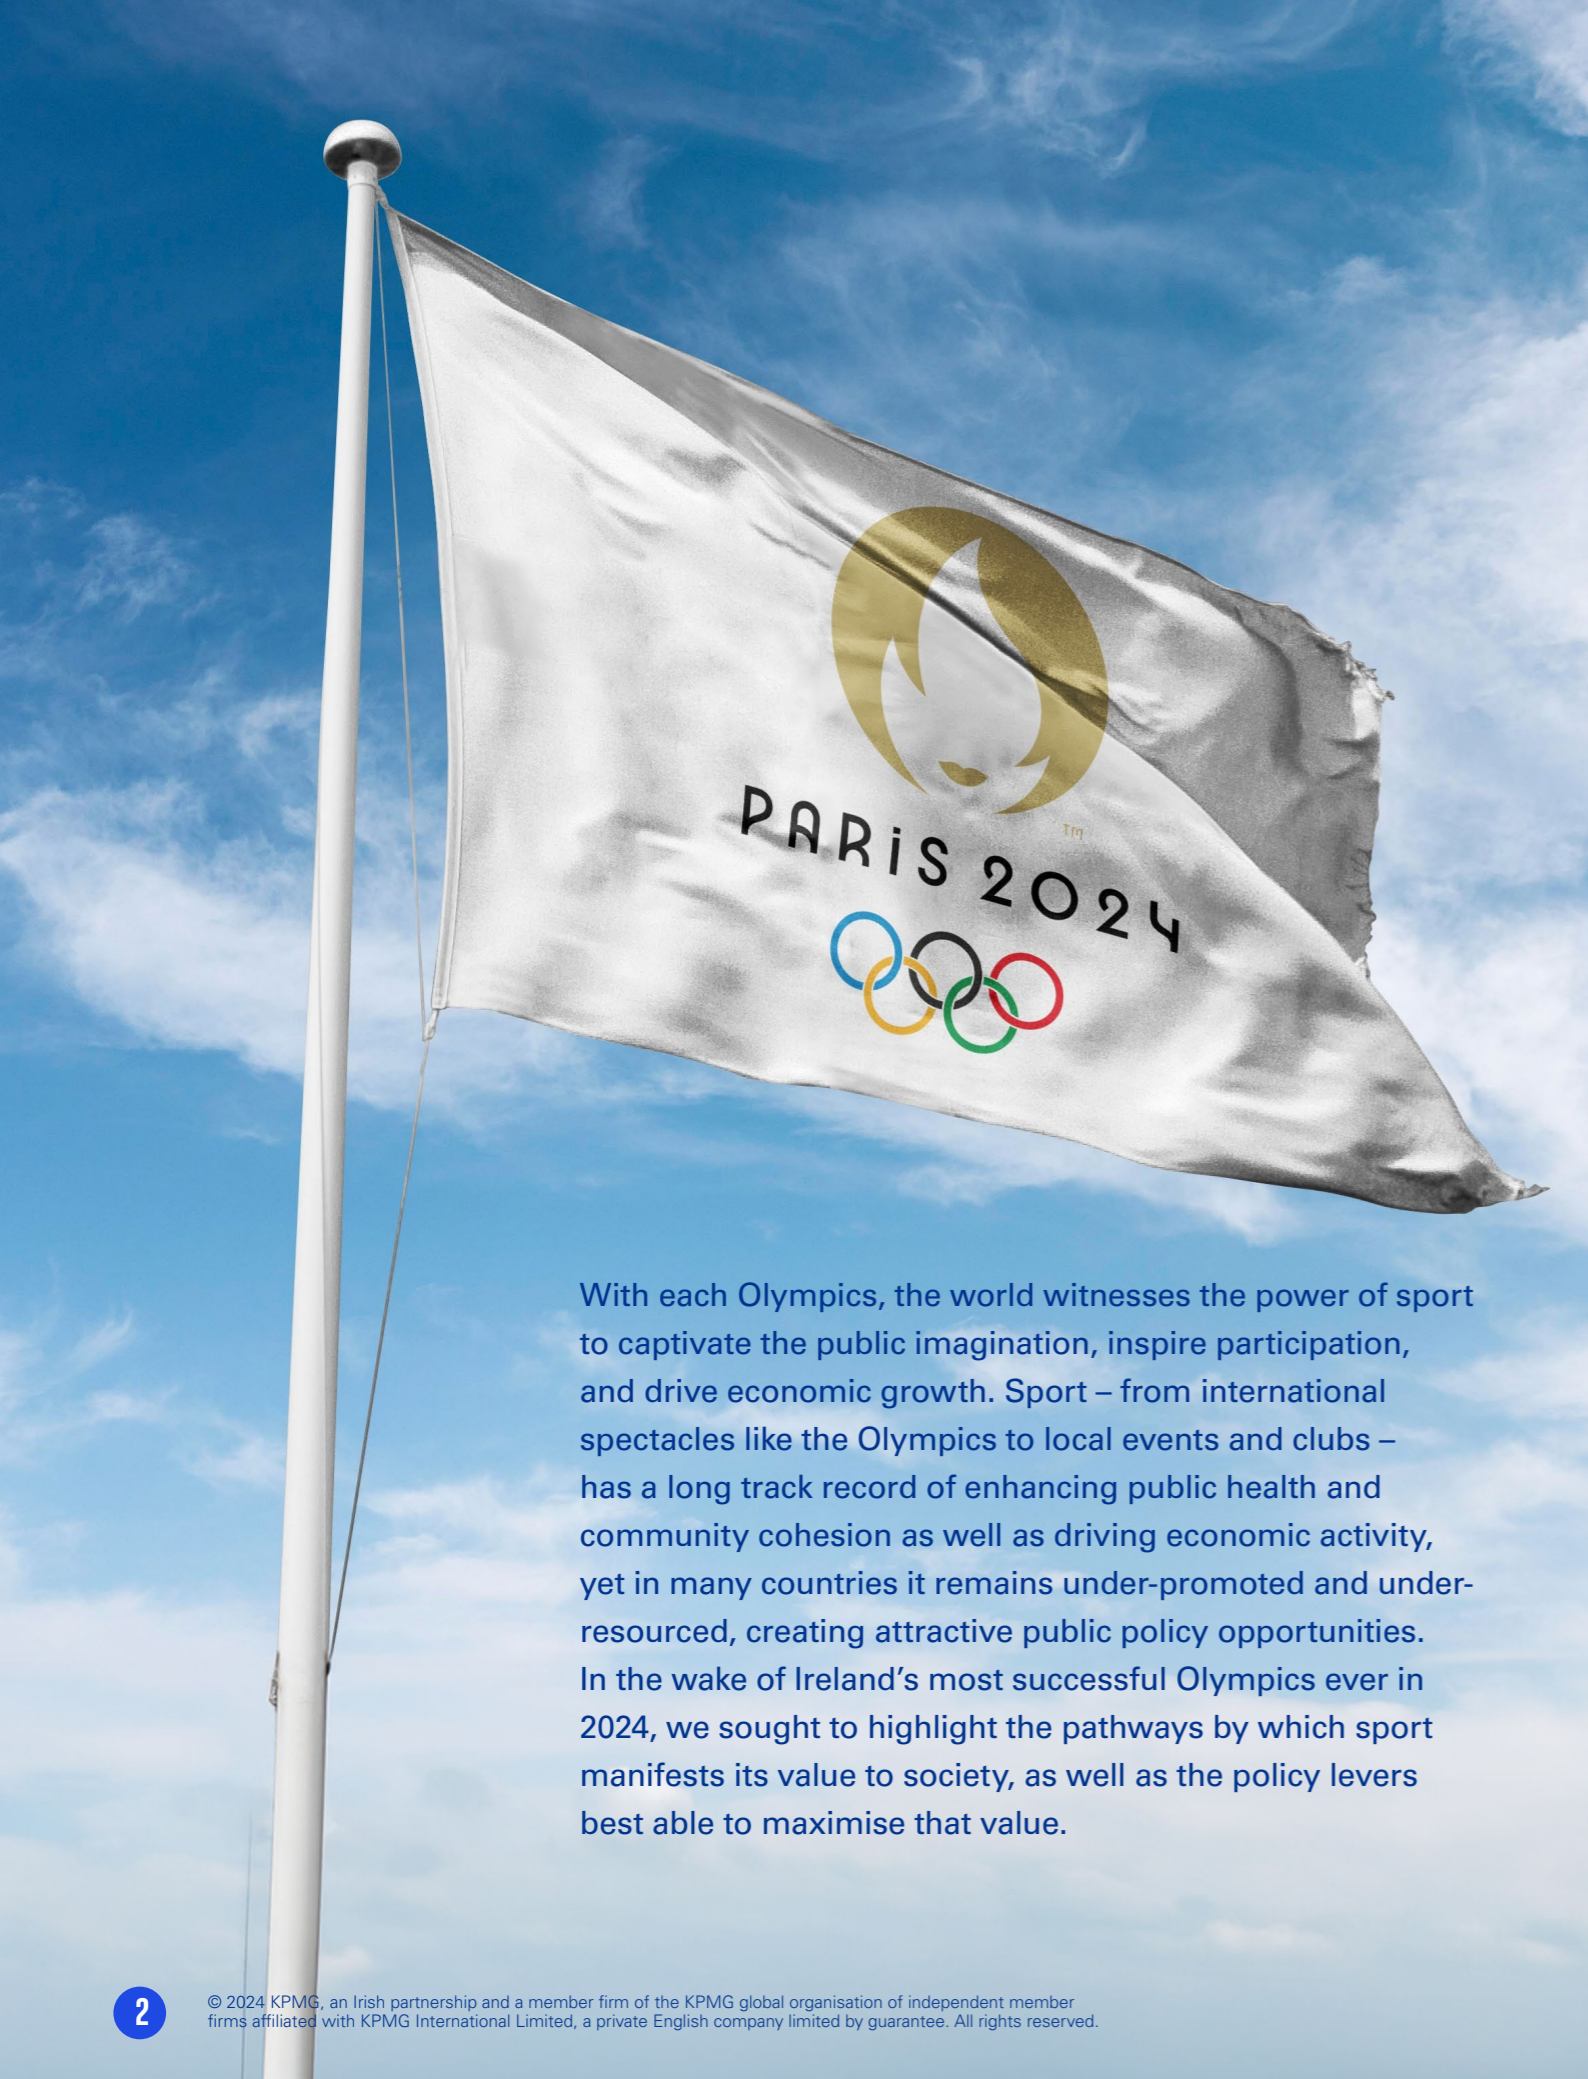 PARiS 2024
TM
With each Olympics, the world witnesses the power of sport
to captivate the public imagination, inspire participation,
and drive economic growth. Sport – from international
spectacles like the Olympics to local events and clubs –
has a long track record of enhancing public health and
community cohesion as well as driving economic activity,
yet in many countries it remains under-promoted and under-
resourced, creating attractive public policy opportunities.
In the wake of Ireland’s most successful Olympics ever in
2024, we sought to highlight the pathways by which sport
manifests its value to society, as well as the policy levers
best able to maximise that value.
2
© 2024 KPMG, an Irish partnership and a member firm of the KPMG global organisation of independent member
firms affiliated with KPMG International Limited, a private English company limited by guarantee. All rights reserved.